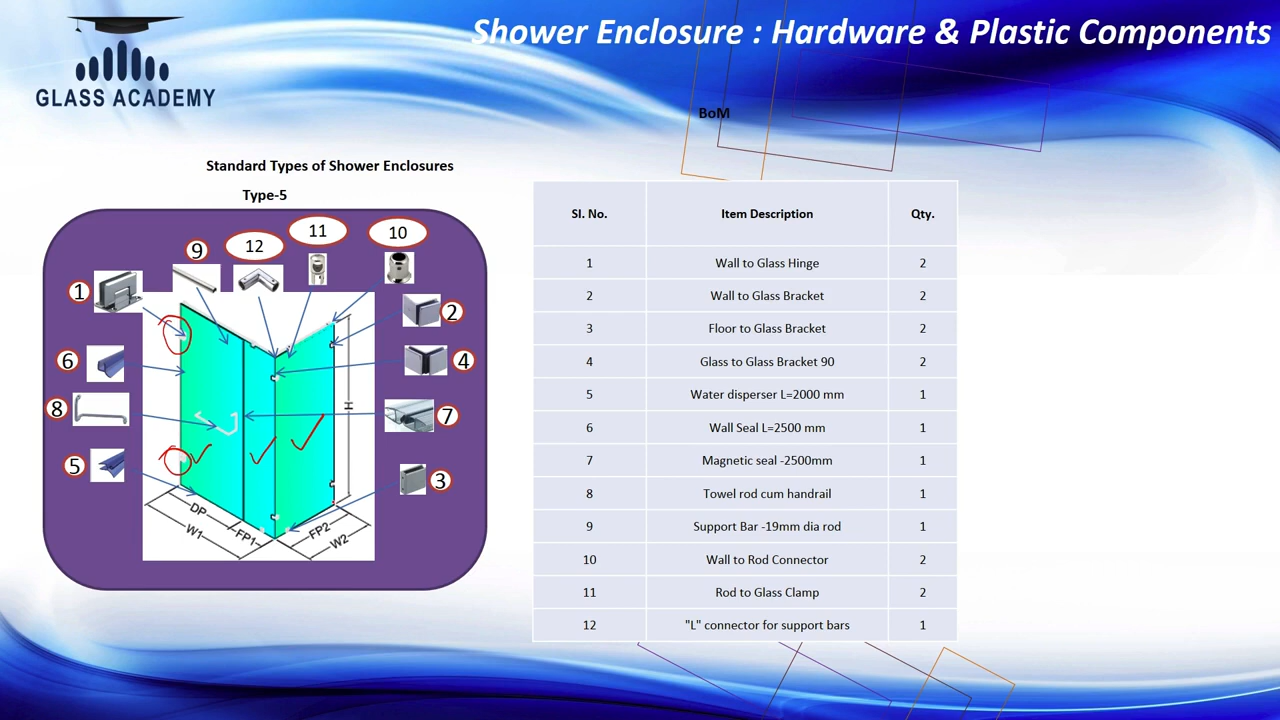 Shower Enclosure : Hardware & Plastic Components
GLASS ACADEMY
BoM
Standard Types of Shower Enclosures
Type-5
Sl. No. Item Description Qty.
1 Wall to Glass Hinge 2
2 Wall to Glass Bracket 2
3 Floor to Glass Bracket 2
4 Glass to Glass Bracket 90 2
5 Water disperser L=2000 mm 1
6 Wall Seal L=2500 mm 1
7 Magnetic seal -2500mm 1
8 Towel rod cum handrail 1
9 Support Bar -19mm dia rod 1
10 Wall to Rod Connector 2
11 Rod to Glass Clamp 2
12 "L" connector for support bars 1
9
12
11
10
1
2
6
4
8
7
5
3
H
DP
W1
FP1
FP2
W2